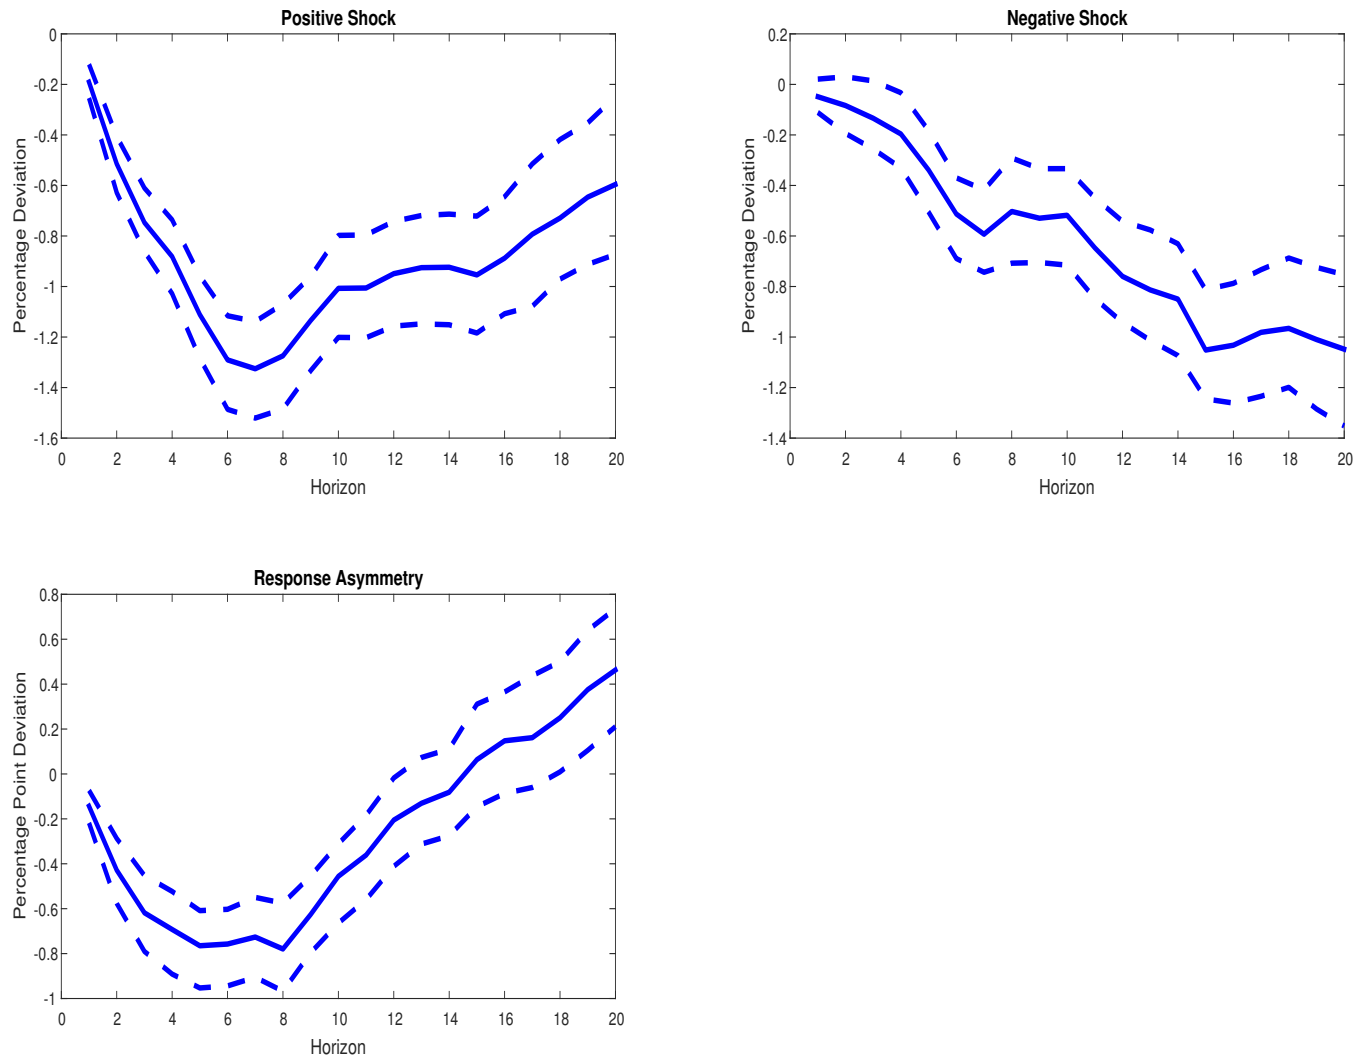 Positive Shock
Percentage Deviation
0
-0.2
-0.4
-0.6
-0.8
-1
-1.2
-1.4
-1.6
0 2 4 6 8 10 12 14 16 18 20
Horizon
Negative Shock
Percentage Deviation
0.2
0
-0.2
-0.4
-0.6
-0.8
-1
-1.2
-1.4
0 2 4 6 8 10 12 14 16 18 20
Horizon
Response Asymmetry
Percentage Point Deviation
0.8
0.6
0.4
0.2
0
-0.2
-0.4
-0.6
-0.8
-1
0 2 4 6 8 10 12 14 16 18 20
Horizon